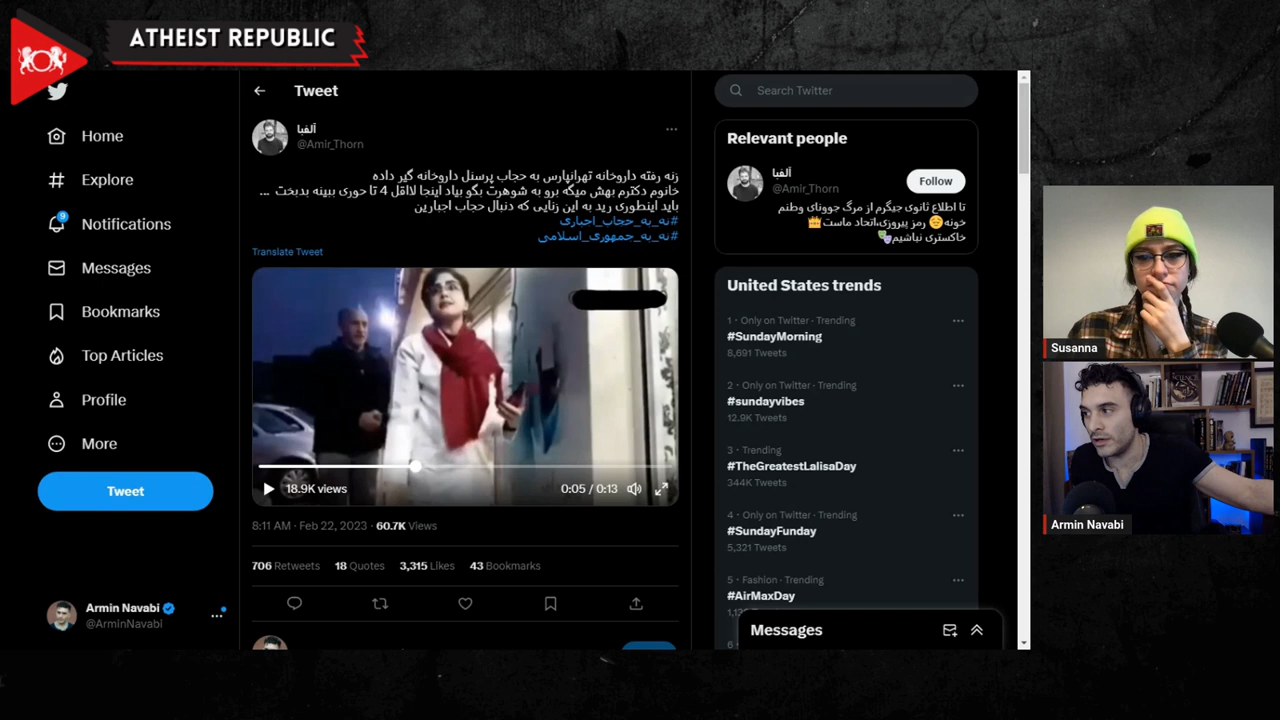 ATHEIST REPUBLIC
Home
Explore
9
Notifications
Messages
Bookmarks
Top Articles
Profile
More
Tweet
Armin Navabi
@ArminNavabi
Tweet
آلفبا
@Amir_Thorn
زنه رفته داروخانه تهرانپارس به حجاب پرسنل داروخانه گیر داده
خانوم دکترم بهش میگه برو به شوهرت بگو بیاد اینجا لااقل 4 تا حوری ببینه بدبخت ...
باید اینطوری رید به این زنایی که دنبال حجاب اجبارین
#نه_به_حجاب_اجباری
#نه_به_جمهوری_اسلامی
Translate Tweet
18.9K views
0:05 / 0:13
8:11 AM · Feb 22, 2023 · 60.7K Views
706 Retweets 18 Quotes 3,315 Likes 43 Bookmarks
Search Twitter
Relevant people
آلفبا
@Amir_Thorn
Follow
تا اطلاع ثانوی جیگرم از مرگ جوونای وطنم
خونه😔 رمز پیروزی،اتحاد ماست👑
خاکستری نباشیم🎭
United States trends
1 · Only on Twitter · Trending
#SundayMorning
8,691 Tweets
2 · Only on Twitter · Trending
#sundayvibes
12.9K Tweets
3 · Trending
#TheGreatestLalisaDay
344K Tweets
4 · Only on Twitter · Trending
#SundayFunday
5,321 Tweets
5 · Fashion · Trending
#AirMaxDay
Messages
Susanna
Armin Navabi